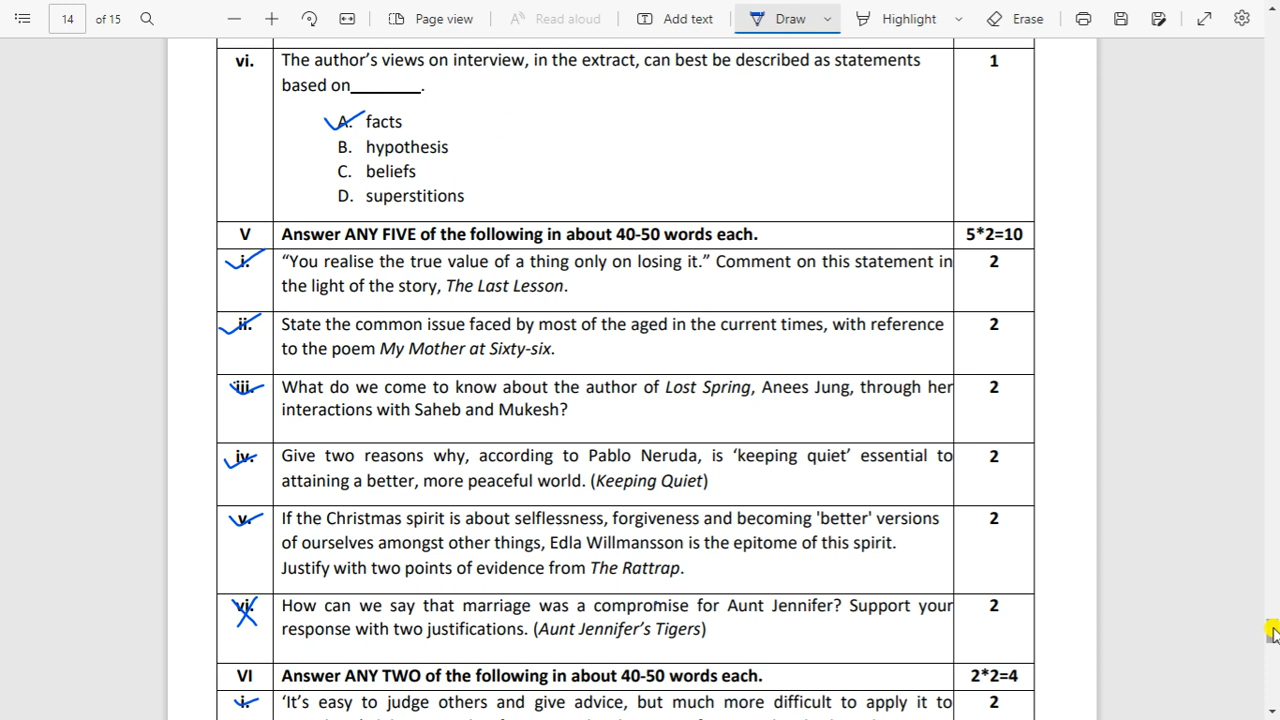 14 of 15 Page view Read aloud Add text Draw Highlight Erase
vi. The author’s views on interview, in the extract, can best be described as statements 1
based on________.
A. facts
B. hypothesis
C. beliefs
D. superstitions
V Answer ANY FIVE of the following in about 40-50 words each. 5*2=10
i. “You realise the true value of a thing only on losing it.” Comment on this statement in 2
the light of the story, The Last Lesson.
ii. State the common issue faced by most of the aged in the current times, with reference 2
to the poem My Mother at Sixty-six.
iii. What do we come to know about the author of Lost Spring, Anees Jung, through her 2
interactions with Saheb and Mukesh?
iv. Give two reasons why, according to Pablo Neruda, is ‘keeping quiet’ essential to 2
attaining a better, more peaceful world. (Keeping Quiet)
v. If the Christmas spirit is about selflessness, forgiveness and becoming 'better' versions 2
of ourselves amongst other things, Edla Willmansson is the epitome of this spirit.
Justify with two points of evidence from The Rattrap.
vi. How can we say that marriage was a compromise for Aunt Jennifer? Support your 2
response with two justifications. (Aunt Jennifer’s Tigers)
VI Answer ANY TWO of the following in about 40-50 words each. 2*2=4
i. ‘It’s easy to judge others and give advice, but much more difficult to apply it to 2